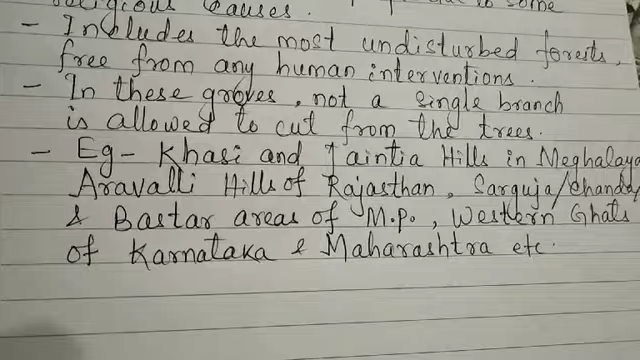 religious causes.
to some
- Includes the most undisturbed forests,
free from any human interventions.
- In these groves, not a single branch
is allowed to cut from the trees.
- Eg - Khasi and Jaintia Hills in Meghalaya
Aravalli Hills of Rajasthan, Sarguja/Chanda,
& Bastar areas of M.P., Western Ghats
of Karnataka & Maharashtra etc.